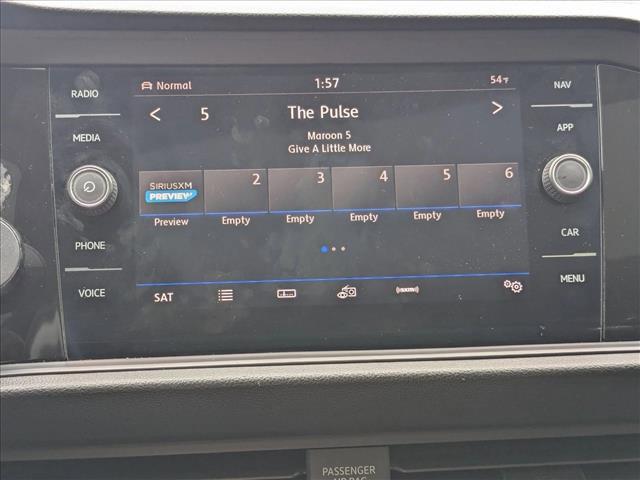 Normal 1:57 54°F
RADIO
MEDIA
PHONE
VOICE
< 5 The Pulse >
Maroon 5
Give A Little More
SIRIUSXM
PREVIEW
2 3 4 5 6
Preview Empty Empty Empty Empty Empty
SAT
SiriusXM
NAV
APP
CAR
MENU
PASSENGER